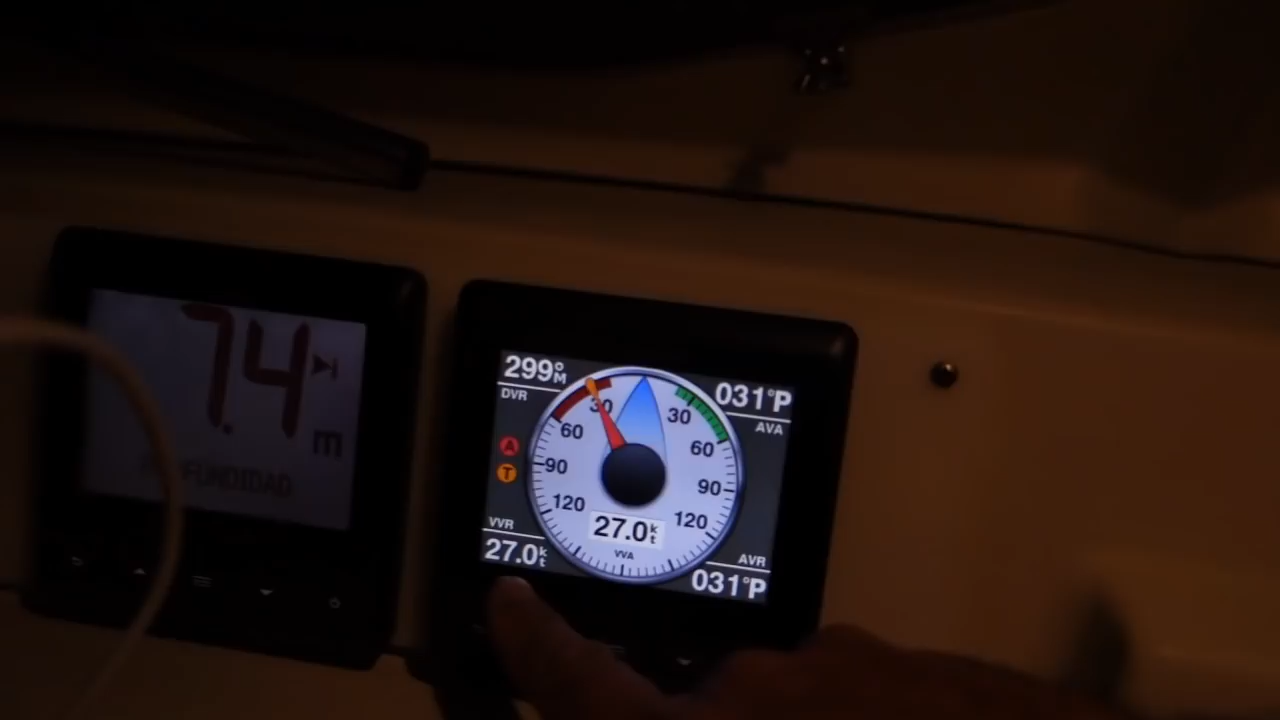 7.4
m
PROFUNDIDAD
299°M
DVR
031°P
AVA
30
30
60
60
90
90
120
120
A
T
27.0kt
VVA
VVR
27.0kt
AVR
031°P